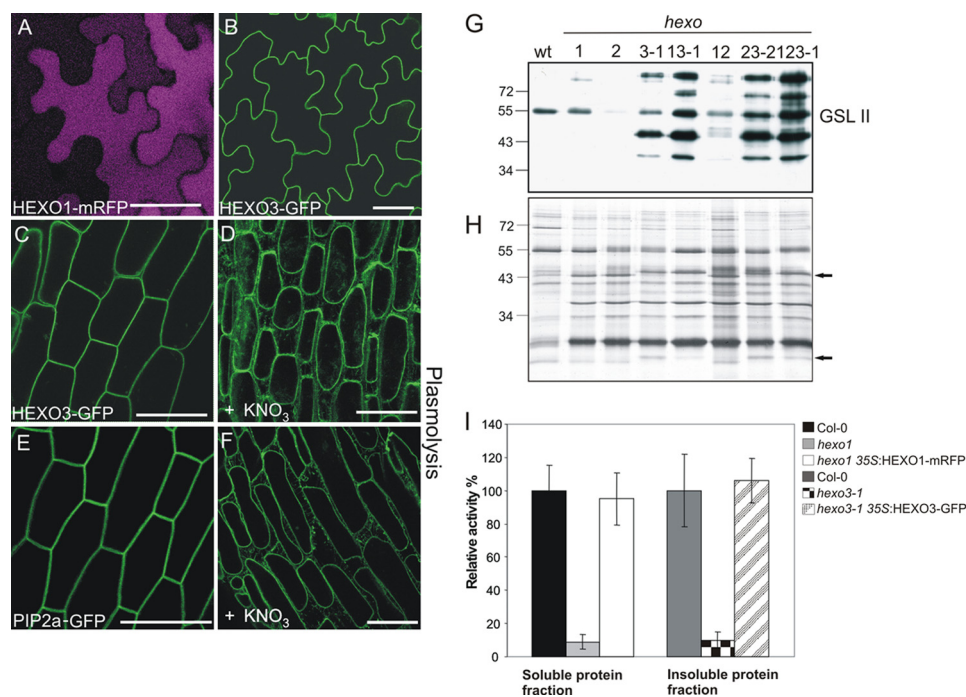 A
HEXO1-mRFP
B
HEXO3-GFP
C
HEXO3-GFP
D
+ KNO3
E
PIP2a-GFP
F
+ KNO3
Plasmolysis
G
hexo
wt 1 2 3-1 13-1 12 23-2 123-1
72
55
43
34
GSL II
H
72
55
43
34
I
Relative activity %
140
120
100
80
60
40
20
0
Soluble protein
fraction
Insoluble protein
fraction
Col-0
hexo1
hexo1 35S:HEXO1-mRFP
Col-0
hexo3-1
hexo3-1 35S:HEXO3-GFP